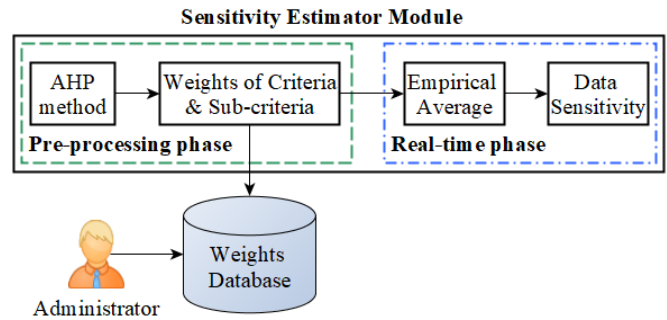 Sensitivity Estimator Module
AHP
method
Weights of Criteria
& Sub-criteria
Empirical
Average
Data
Sensitivity
Pre-processing phase
Real-time phase
Weights
Database
Administrator